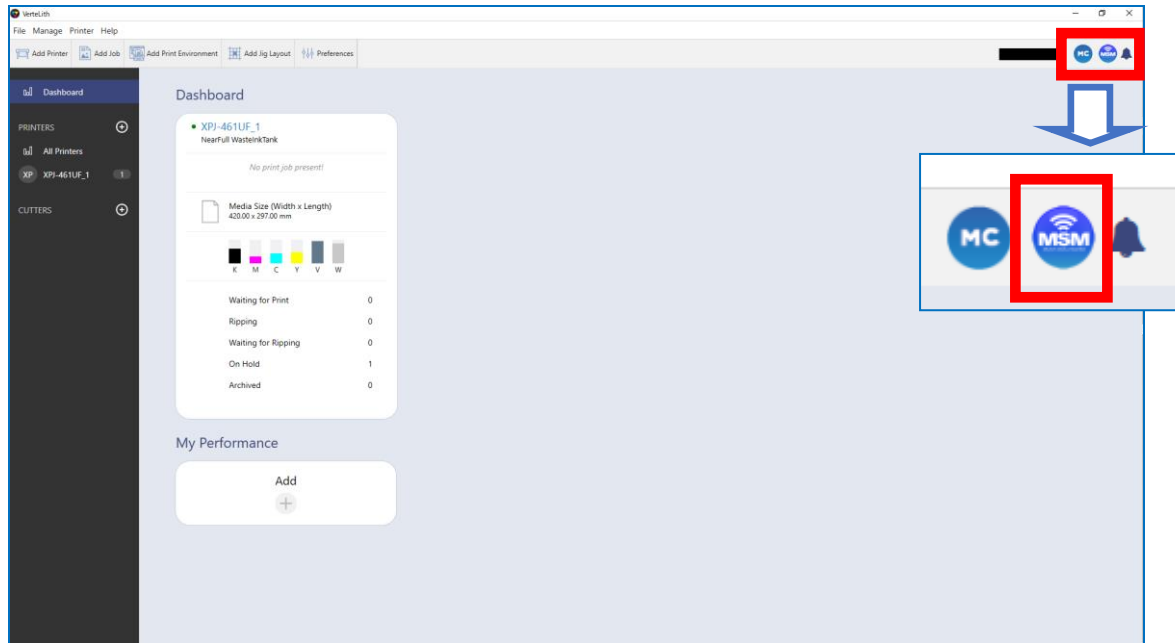 VerteLith
File Manage Printer Help
Add Printer Add Job Add Print Environment Add Jig Layout Preferences
MC MSM
Dashboard
PRINTERS
All Printers
XP XPJ-461UF_1 1
CUTTERS
Dashboard
XPJ-461UF_1
NearFull WasteInkTank
No print job present!
Media Size (Width x Length)
420.00 x 297.00 mm
K M C Y V W
Waiting for Print 0
Ripping 0
Waiting for Ripping 0
On Hold 1
Archived 0
My Performance
Add
MC MSM